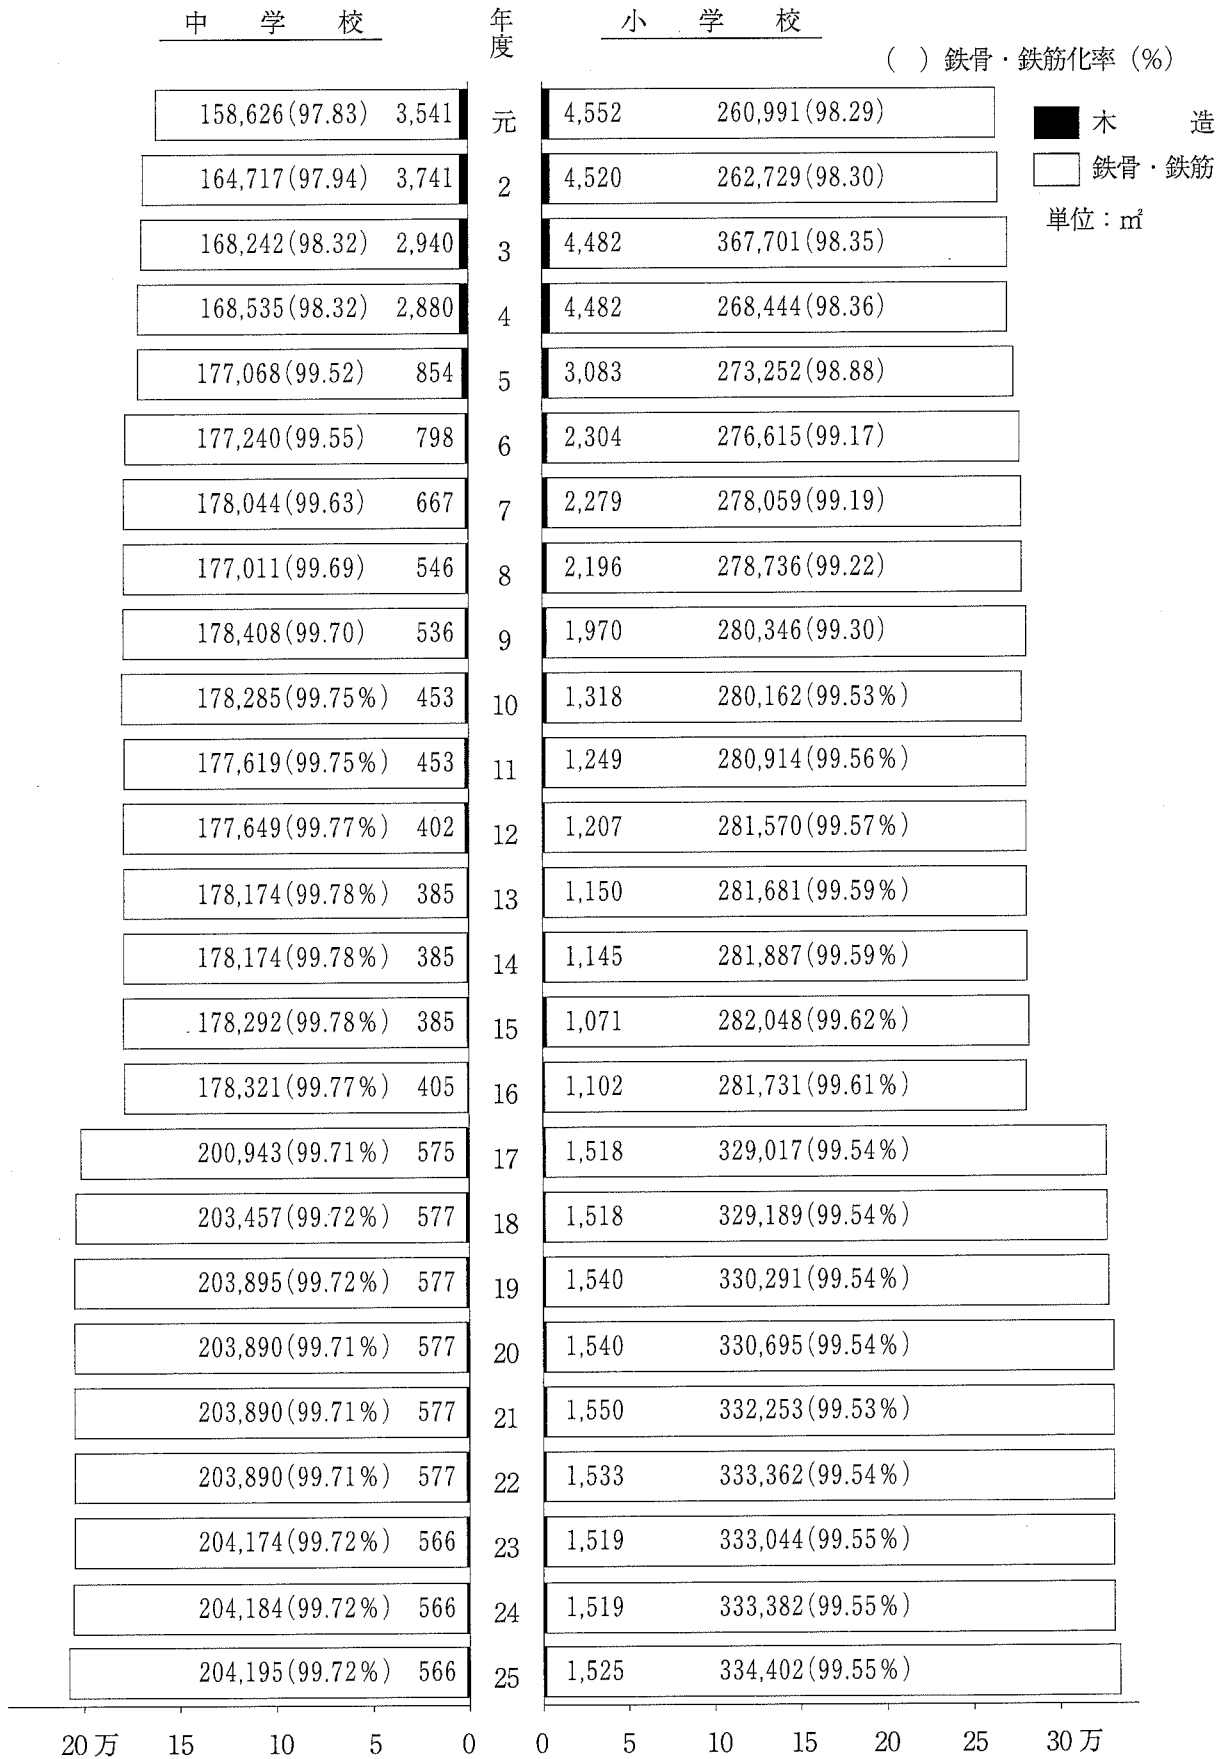 中 学 校 年度 小 学 校
( ) 鉄骨・鉄筋化率 (%)
158,626(97.83) 3,541 元 4,552 260,991(98.29)
木 造
164,717(97.94) 3,741 2 4,520 262,729(98.30)
鉄骨・鉄筋
単位：㎡
168,242(98.32) 2,940 3 4,482 367,701(98.35)
168,535(98.32) 2,880 4 4,482 268,444(98.36)
177,068(99.52) 854 5 3,083 273,252(98.88)
177,240(99.55) 798 6 2,304 276,615(99.17)
178,044(99.63) 667 7 2,279 278,059(99.19)
177,011(99.69) 546 8 2,196 278,736(99.22)
178,408(99.70) 536 9 1,970 280,346(99.30)
178,285(99.75%) 453 10 1,318 280,162(99.53%)
177,619(99.75%) 453 11 1,249 280,914(99.56%)
177,649(99.77%) 402 12 1,207 281,570(99.57%)
178,174(99.78%) 385 13 1,150 281,681(99.59%)
178,174(99.78%) 385 14 1,145 281,887(99.59%)
178,292(99.78%) 385 15 1,071 282,048(99.62%)
178,321(99.77%) 405 16 1,102 281,731(99.61%)
200,943(99.71%) 575 17 1,518 329,017(99.54%)
203,457(99.72%) 577 18 1,518 329,189(99.54%)
203,895(99.72%) 577 19 1,540 330,291(99.54%)
203,890(99.71%) 577 20 1,540 330,695(99.54%)
203,890(99.71%) 577 21 1,550 332,253(99.53%)
203,890(99.71%) 577 22 1,533 333,362(99.54%)
204,174(99.72%) 566 23 1,519 333,044(99.55%)
204,184(99.72%) 566 24 1,519 333,382(99.55%)
204,195(99.72%) 566 25 1,525 334,402(99.55%)
20万 15 10 5 0 0 5 10 15 20 25 30万